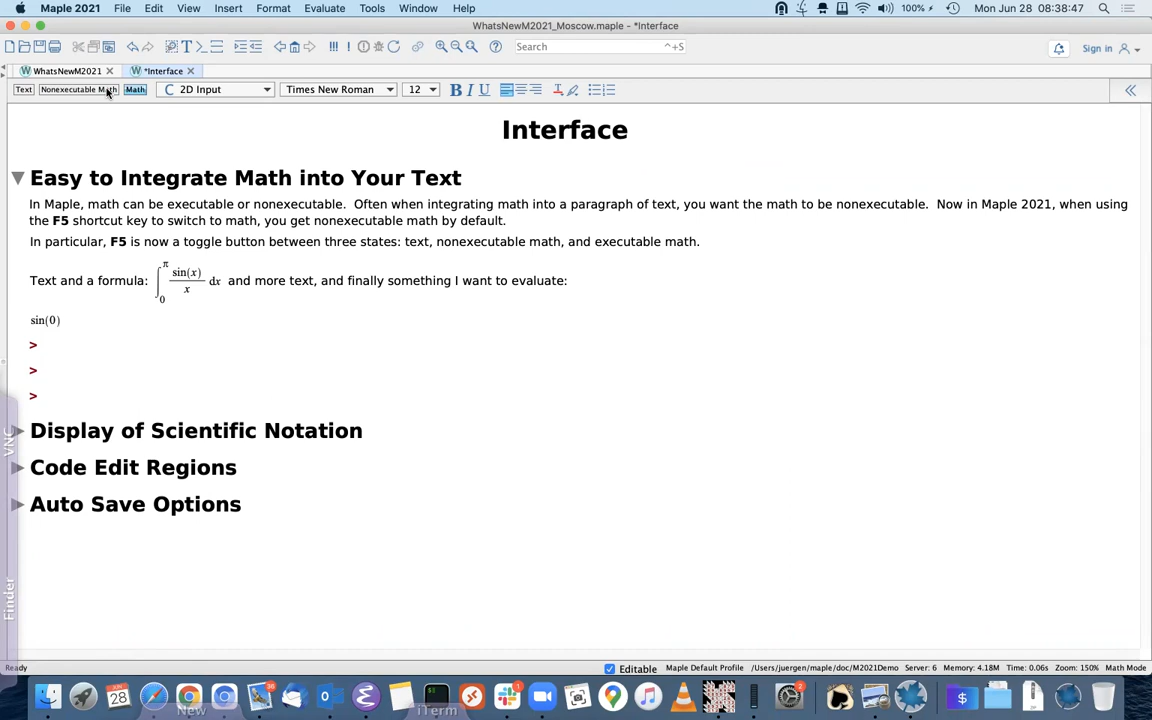 Maple 2021 File Edit View Insert Format Evaluate Tools Window Help 100% Mon Jun 28 08:38:47
WhatsNewM2021_Moscow.maple - *Interface
Search ^+S Sign in
WhatsNewM2021 *Interface
Text Nonexecutable Math Math C 2D Input Times New Roman 12 B I U
Interface
Easy to Integrate Math into Your Text
In Maple, math can be executable or nonexecutable. Often when integrating math into a paragraph of text, you want the math to be nonexecutable. Now in Maple 2021, when using
the F5 shortcut key to switch to math, you get nonexecutable math by default.
In particular, F5 is now a toggle button between three states: text, nonexecutable math, and executable math.
Text and a formula: ∫₀^π sin(x)/x dx and more text, and finally something I want to evaluate:
sin(0)
>
>
>
Display of Scientific Notation
Code Edit Regions
Auto Save Options
VNC
Finder
Ready Editable Maple Default Profile /Users/juergen/maple/doc/M2021Demo Server: 6 Memory: 4.18M Time: 0.06s Zoom: 150% Math Mode
New iTerm